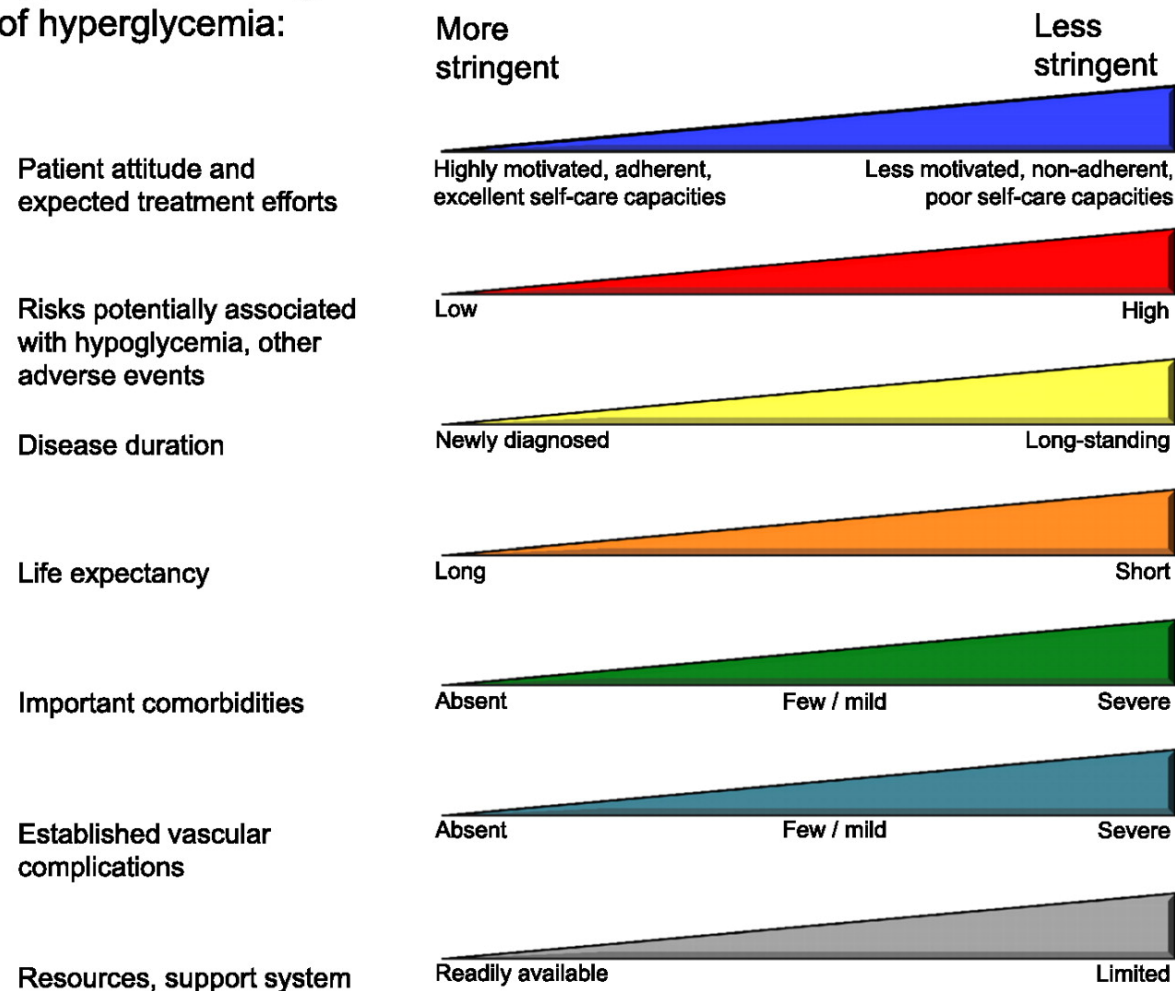 of hyperglycemia:
More
stringent
Less
stringent
Patient attitude and
expected treatment efforts
Highly motivated, adherent,
excellent self-care capacities
Less motivated, non-adherent,
poor self-care capacities
Risks potentially associated
with hypoglycemia, other
adverse events
Low
High
Disease duration
Newly diagnosed
Long-standing
Life expectancy
Long
Short
Important comorbidities
Absent
Few / mild
Severe
Established vascular
complications
Absent
Few / mild
Severe
Resources, support system
Readily available
Limited